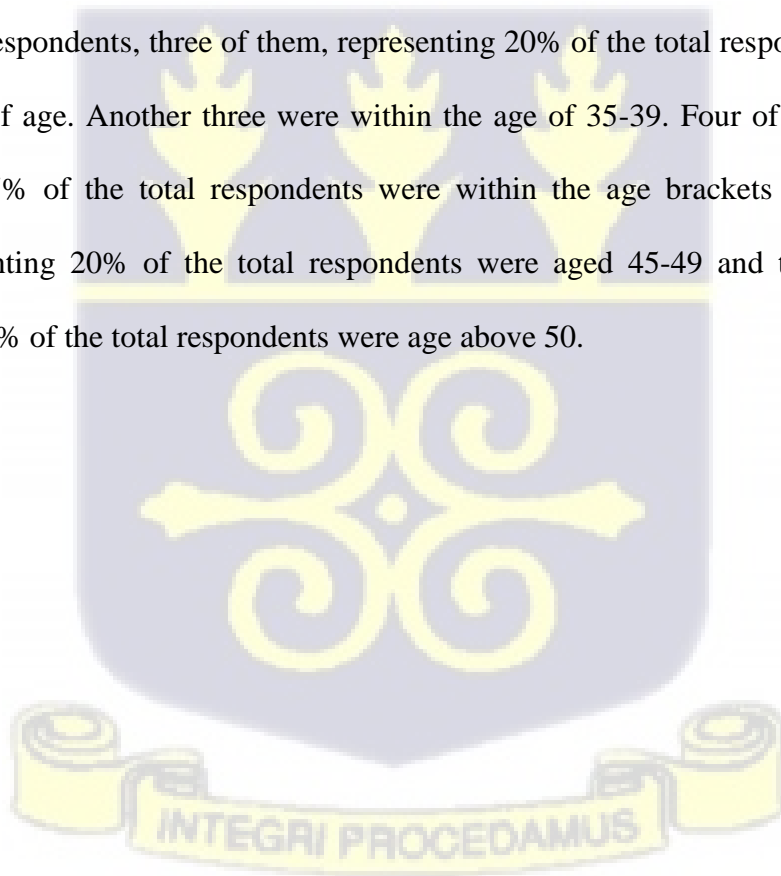 espondents, three of them, representing 20% of the total respo
f age. Another three were within the age of 35-39. Four of
% of the total respondents were within the age brackets
nting 20% of the total respondents were aged 45-49 and t
% of the total respondents were age above 50.
INTEGRI PROCEDAMUS